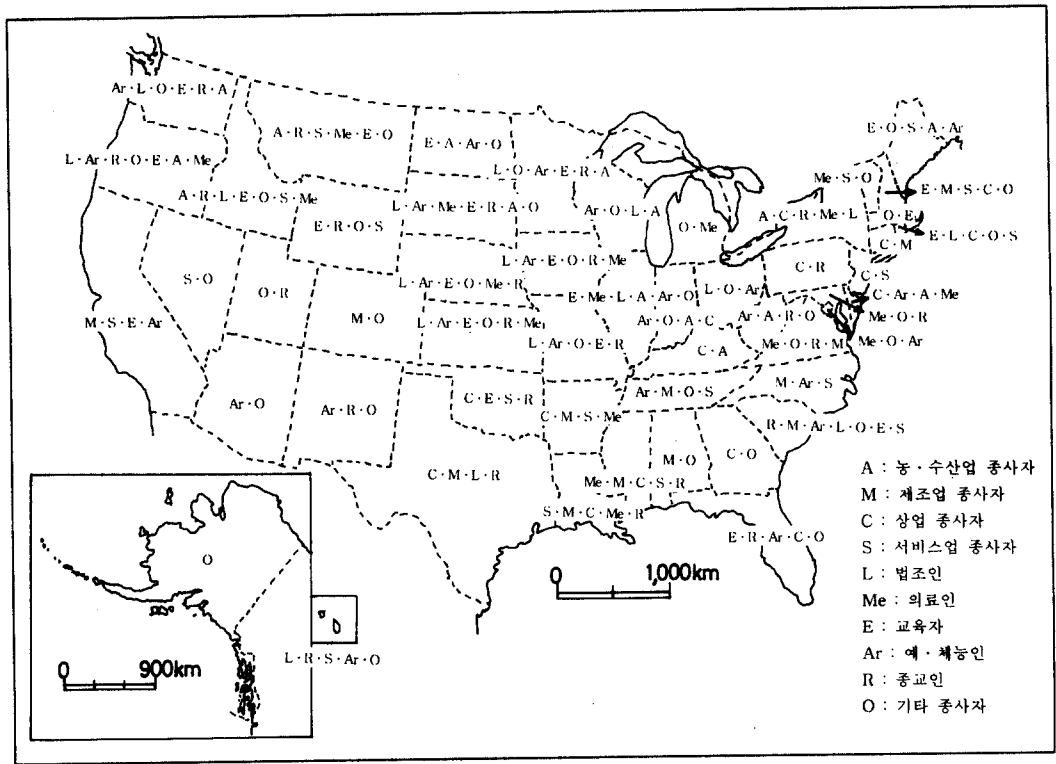 Ar·L·O·E·R·A
A·R·S·Me·E·O
E·A·Ar·O
E·O·S·A·Ar
L·Ar·R·O·E·A·Me
L·O·Ar·E·R·A
Me·S·O
E·M·S·C·O
A·R·L·E·O·S·Me
L·Ar·Me·E·R·A·O
Ar·O·L·A
O·Me
A·C·R·Me·L
O·E
E·R·O·S
E·L·C·O·S
C·M
L·Ar·E·O·R·Me
C·R
S·O
C·S
O·R
L·Ar·E·O·Me·R
E·Me·L·A·Ar·O
L·O·Ar
C·Ar·A·Me
M·S·E·Ar
M·O
L·Ar·E·O·R·Me
Ar·O·A·C
Ar·A·R·O
Me·O·R
L·Ar·O·E·R
C·A
Me·O·R·M
Me·O·Ar
Ar·O
Ar·R·O
C·E·S·R
Ar·M·O·S
M·Ar·S
C·M·S·Me
R·M·Ar·L·O·E·S
C·M·L·R
Me·M·C·S·R
M·O
C·O
S·M·C·Me·R
E·R·Ar·C·O
O
L·R·S·Ar·O
0 1,000km
0 900km
A : 농·수산업 종사자
M : 제조업 종사자
C : 상업 종사자
S : 서비스업 종사자
L : 법조인
Me : 의료인
E : 교육자
Ar : 예·체능인
R : 종교인
O : 기타 종사자